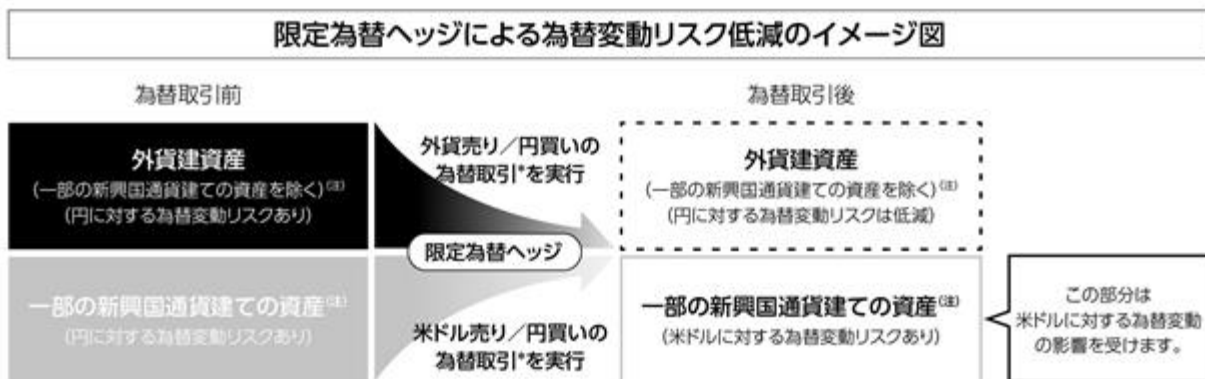 限定為替ヘッジによる為替変動リスク低減のイメージ図
為替取引前
為替取引後
外貨建資産
(一部の新興国通貨建ての資産を除く)(注)
(円に対する為替変動リスクあり)
外貨売り/円買いの
為替取引*を実行
外貨建資産
(一部の新興国通貨建ての資産を除く)(注)
(円に対する為替変動リスクは低減)
限定為替ヘッジ
一部の新興国通貨建ての資産(注)
(円に対する為替変動リスクあり)
米ドル売り/円買いの
為替取引*を実行
一部の新興国通貨建ての資産(注)
(米ドルに対する為替変動リスクあり)
この部分は
米ドルに対する為替変動
の影響を受けます。